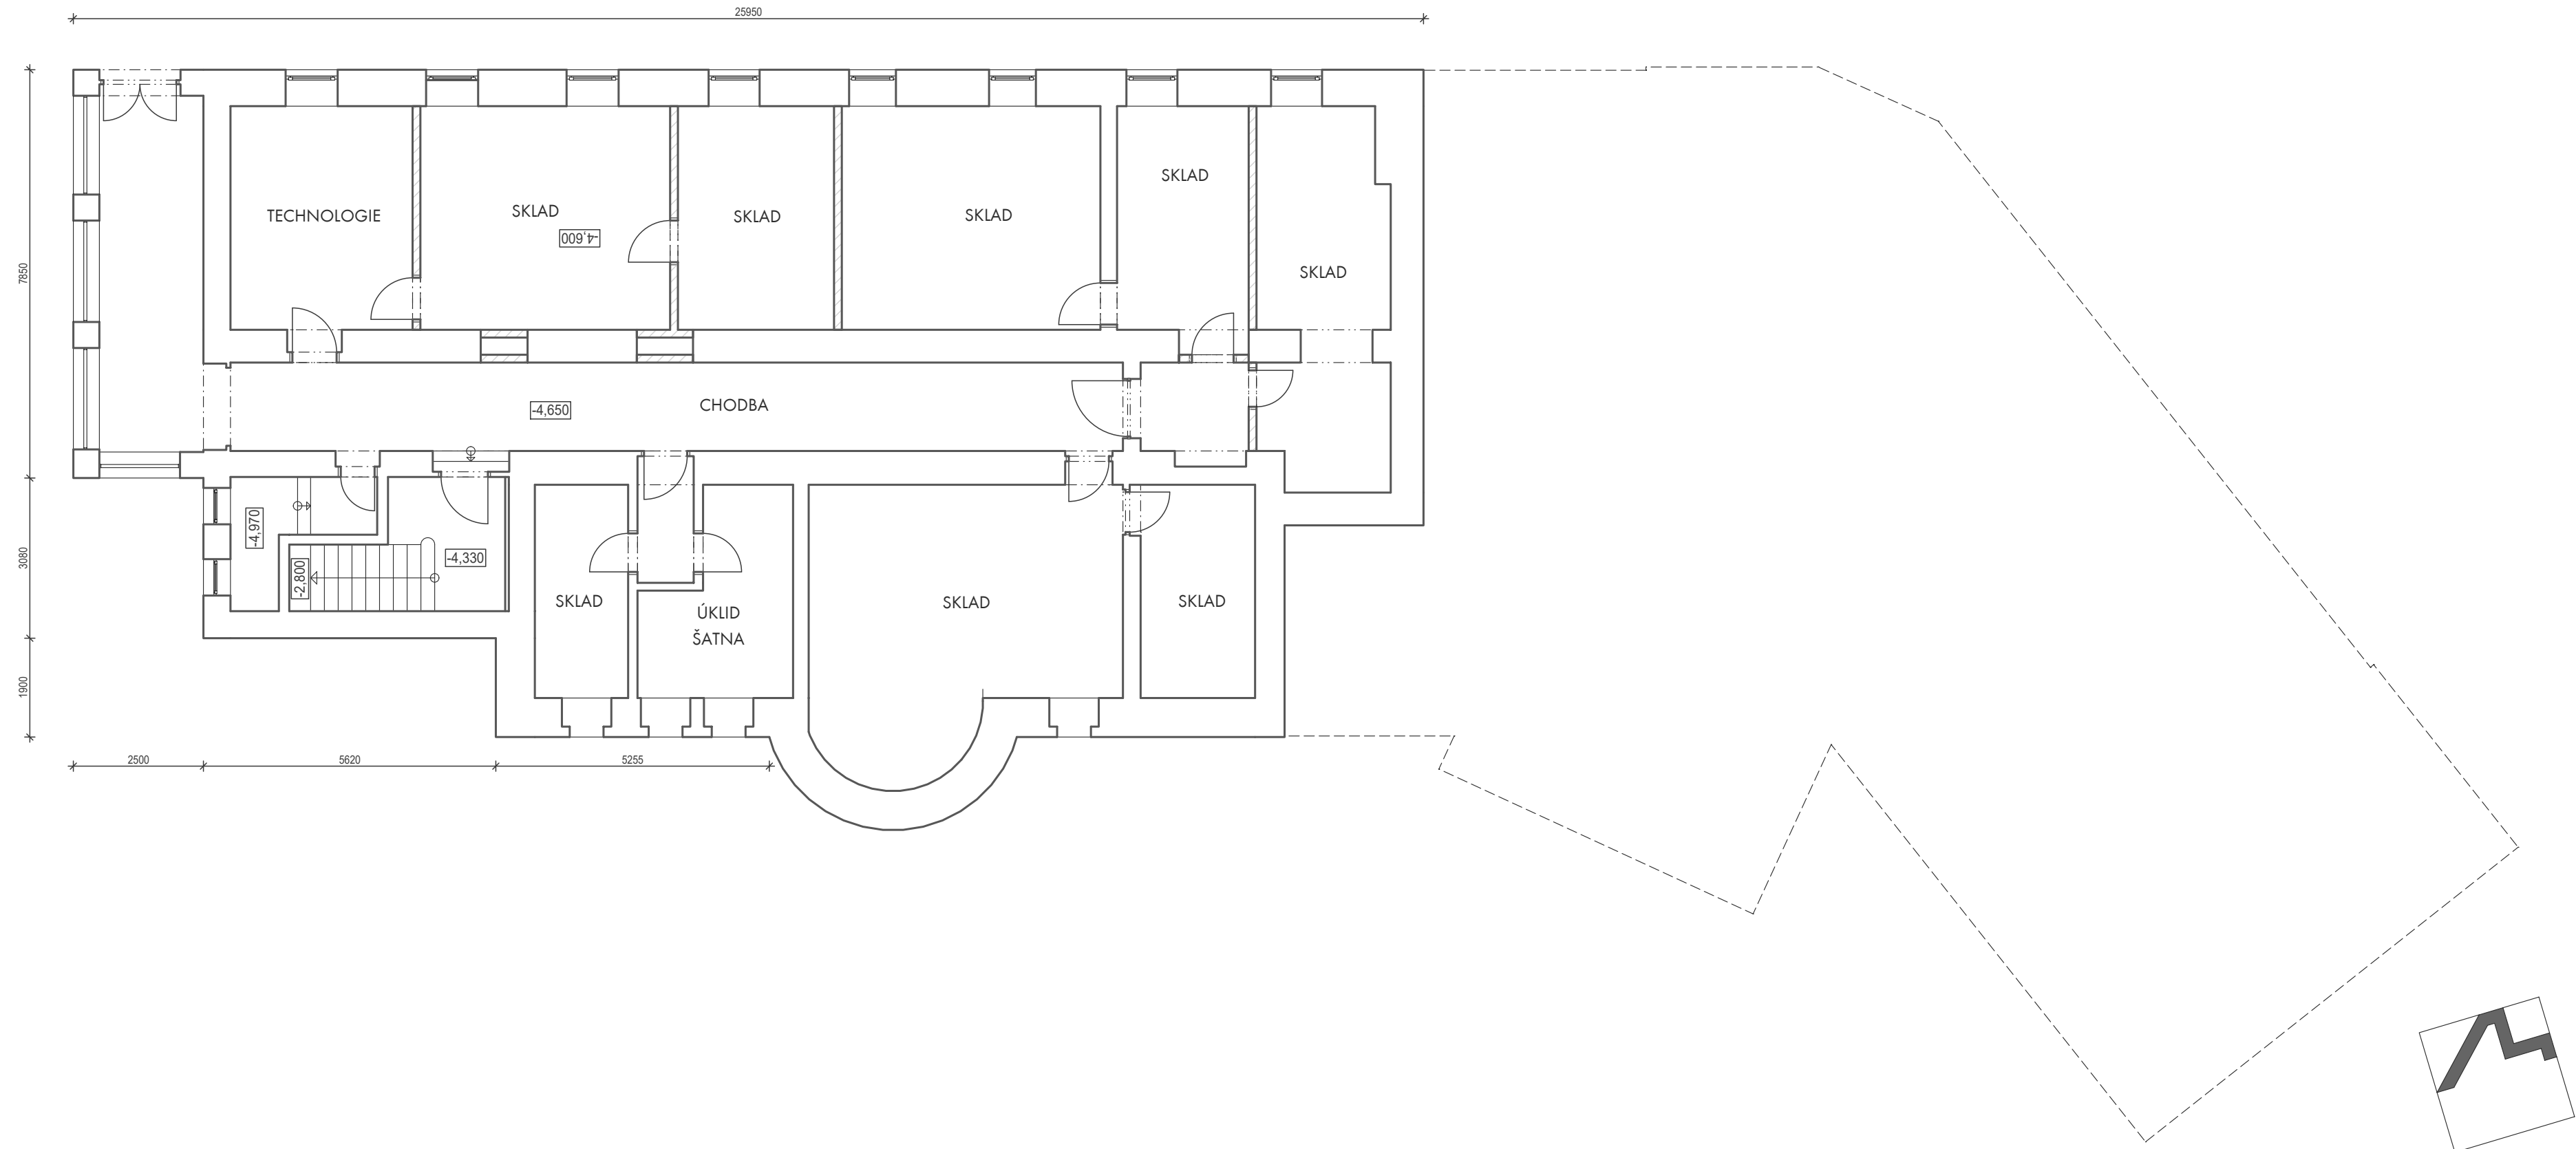 25950
SKLAD
TECHNOLOGIE
SKLAD
SKLAD
SKLAD
-4,600
7850
SKLAD
CHODBA
-4,650
-4,970
3080
-4,330
-2,800
SKLAD
ÚKLID
ŠATNA
SKLAD
SKLAD
1900
2500
5620
5255